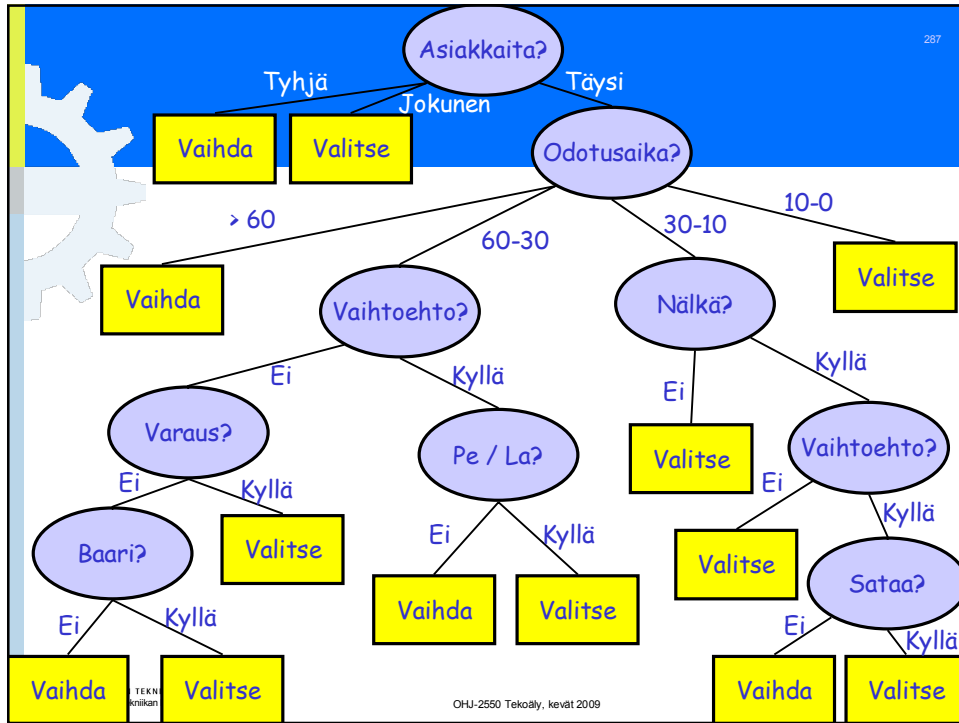 287
Asiakkaita?
Tyhjä
Jokunen
Täysi
Vaihda
Valitse
Odotusaika?
> 60
60-30
30-10
10-0
Vaihda
Vaihtoehto?
Nälkä?
Valitse
Ei
Kyllä
Ei
Kyllä
Varaus?
Pe / La?
Valitse
Vaihtoehto?
Ei
Kyllä
Ei
Kyllä
Ei
Kyllä
Baari?
Valitse
Vaihda
Valitse
Valitse
Sataa?
Ei
Kyllä
Ei
Kyllä
Vaihda
Valitse
Vaihda
Valitse
TEKN
kniikan
OHJ-2550 Tekoäly, kevät 2009